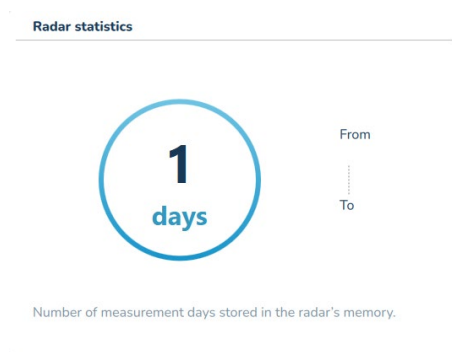 Radar statistics
1
days
From
To
Number of measurement days stored in the radar’s memory.